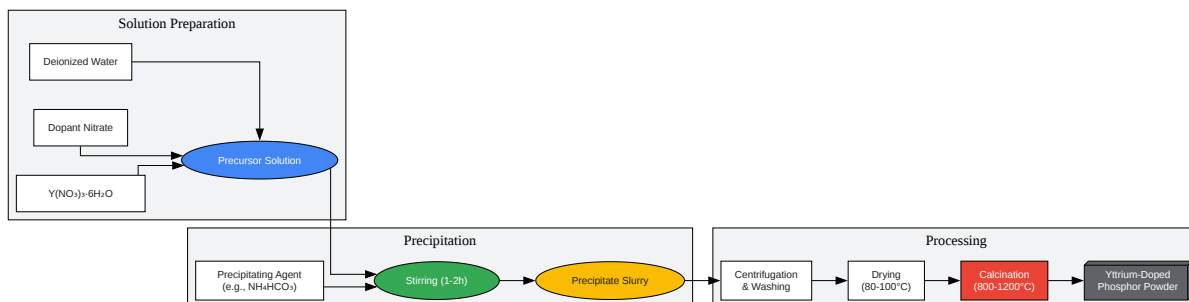 Solution Preparation
Deionized Water
Dopant Nitrate
Precursor Solution
Y(NO₃)₃·6H₂O
Precipitation
Precipitating Agent
(e.g., NH₄HCO₃)
Stirring (1-2h)
Precipitate Slurry
Processing
Centrifugation
& Washing
Drying
(80-100°C)
Calcination
(800-1200°C)
Yttrium-Doped
Phosphor Powder